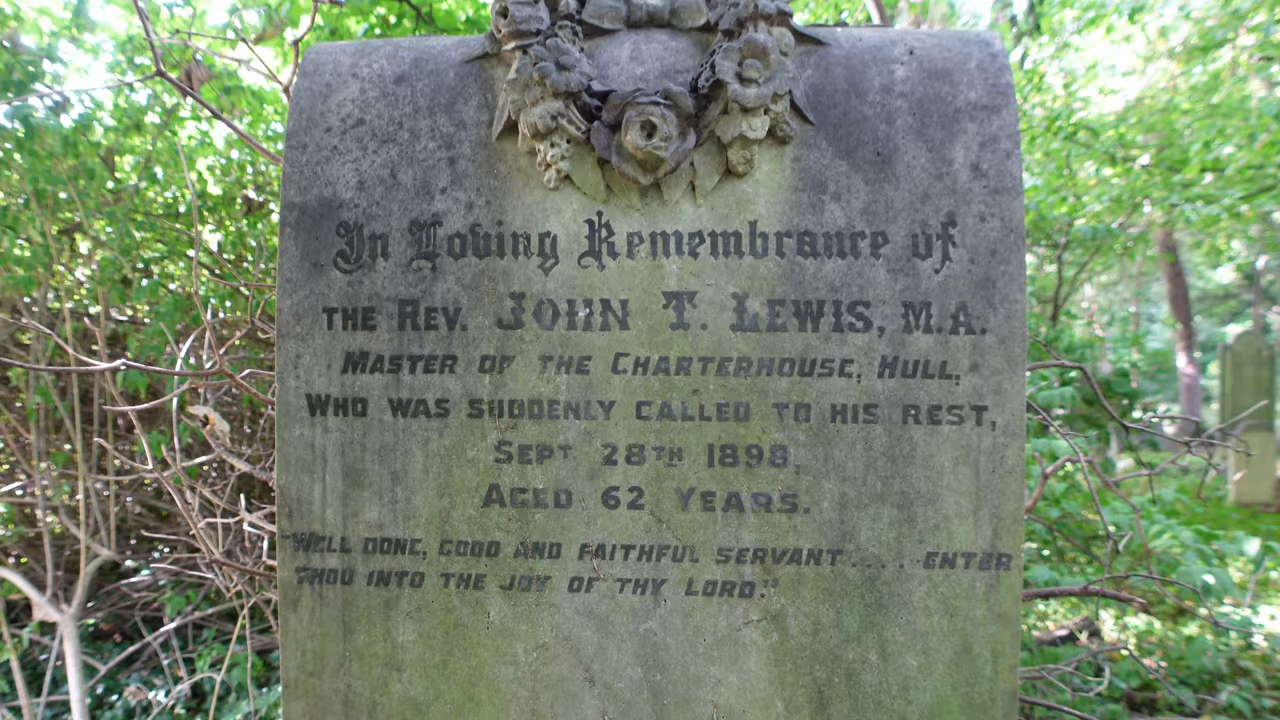 In Loving Remembrance of
THE REV. JOHN T. LEWIS, M.A.
MASTER OF THE CHARTERHOUSE, HULL,
WHO WAS SUDDENLY CALLED TO HIS REST,
SEPT 28TH 1898,
AGED 62 YEARS.
"WELL DONE, GOOD AND FAITHFUL SERVANT.... ENTER
THOU INTO THE JOY OF THY LORD."